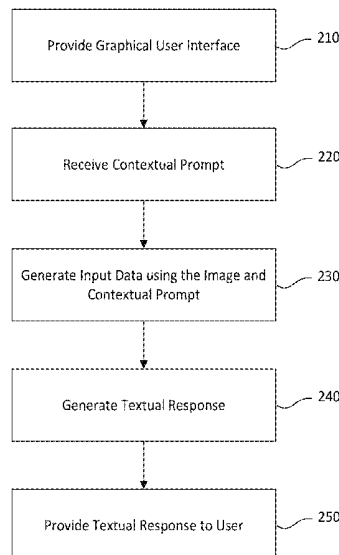 Provide Graphical User Interface
210
Receive Contextual Prompt
220
Generate Input Data using the Image and
Contextual Prompt
230
Generate Textual Response
240
Provide Textual Response to User
250